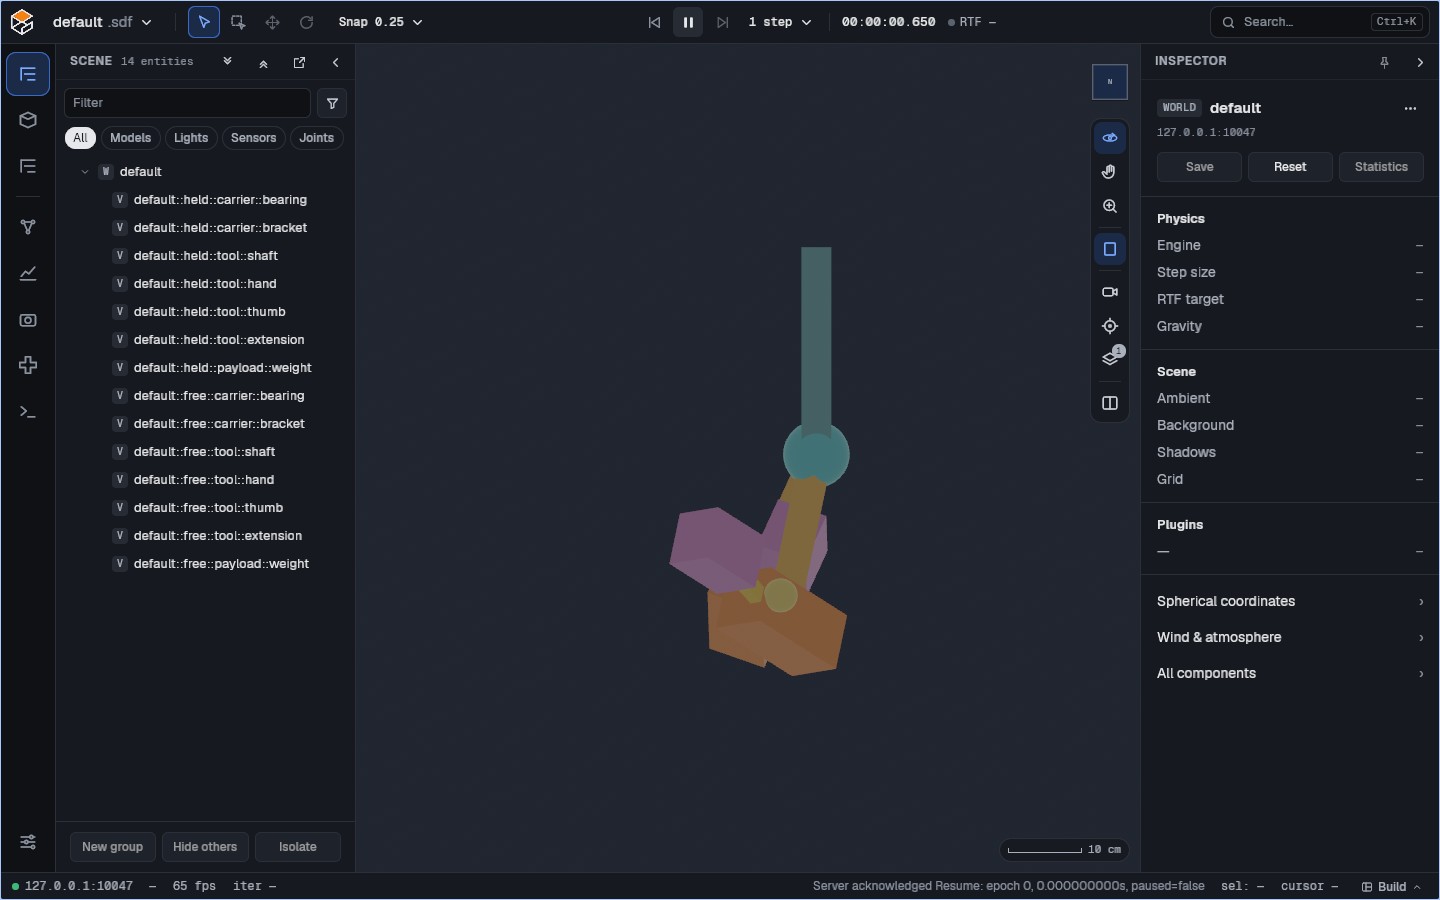 default .sdf
Snap 0.25
1 step
00:00:00.650
RTF –
Search...
Ctrl+K
SCENE 14 entities
Filter
All
Models
Lights
Sensors
Joints
W default
V default::held::carrier::bearing
V default::held::carrier::bracket
V default::held::tool::shaft
V default::held::tool::hand
V default::held::tool::thumb
V default::held::tool::extension
V default::held::payload::weight
V default::free::carrier::bearing
V default::free::carrier::bracket
V default::free::tool::shaft
V default::free::tool::hand
V default::free::tool::thumb
V default::free::tool::extension
V default::free::payload::weight
New group
Hide others
Isolate
N
1
10 cm
INSPECTOR
WORLD default
127.0.0.1:10047
Save
Reset
Statistics
Physics
Engine –
Step size –
RTF target –
Gravity –
Scene
Ambient –
Background –
Shadows –
Grid –
Plugins
— –
Spherical coordinates
Wind & atmosphere
All components
127.0.0.1:10047 – 65 fps iter –
Server acknowledged Resume: epoch 0, 0.000000000s, paused=false
sel: –
cursor –
Build